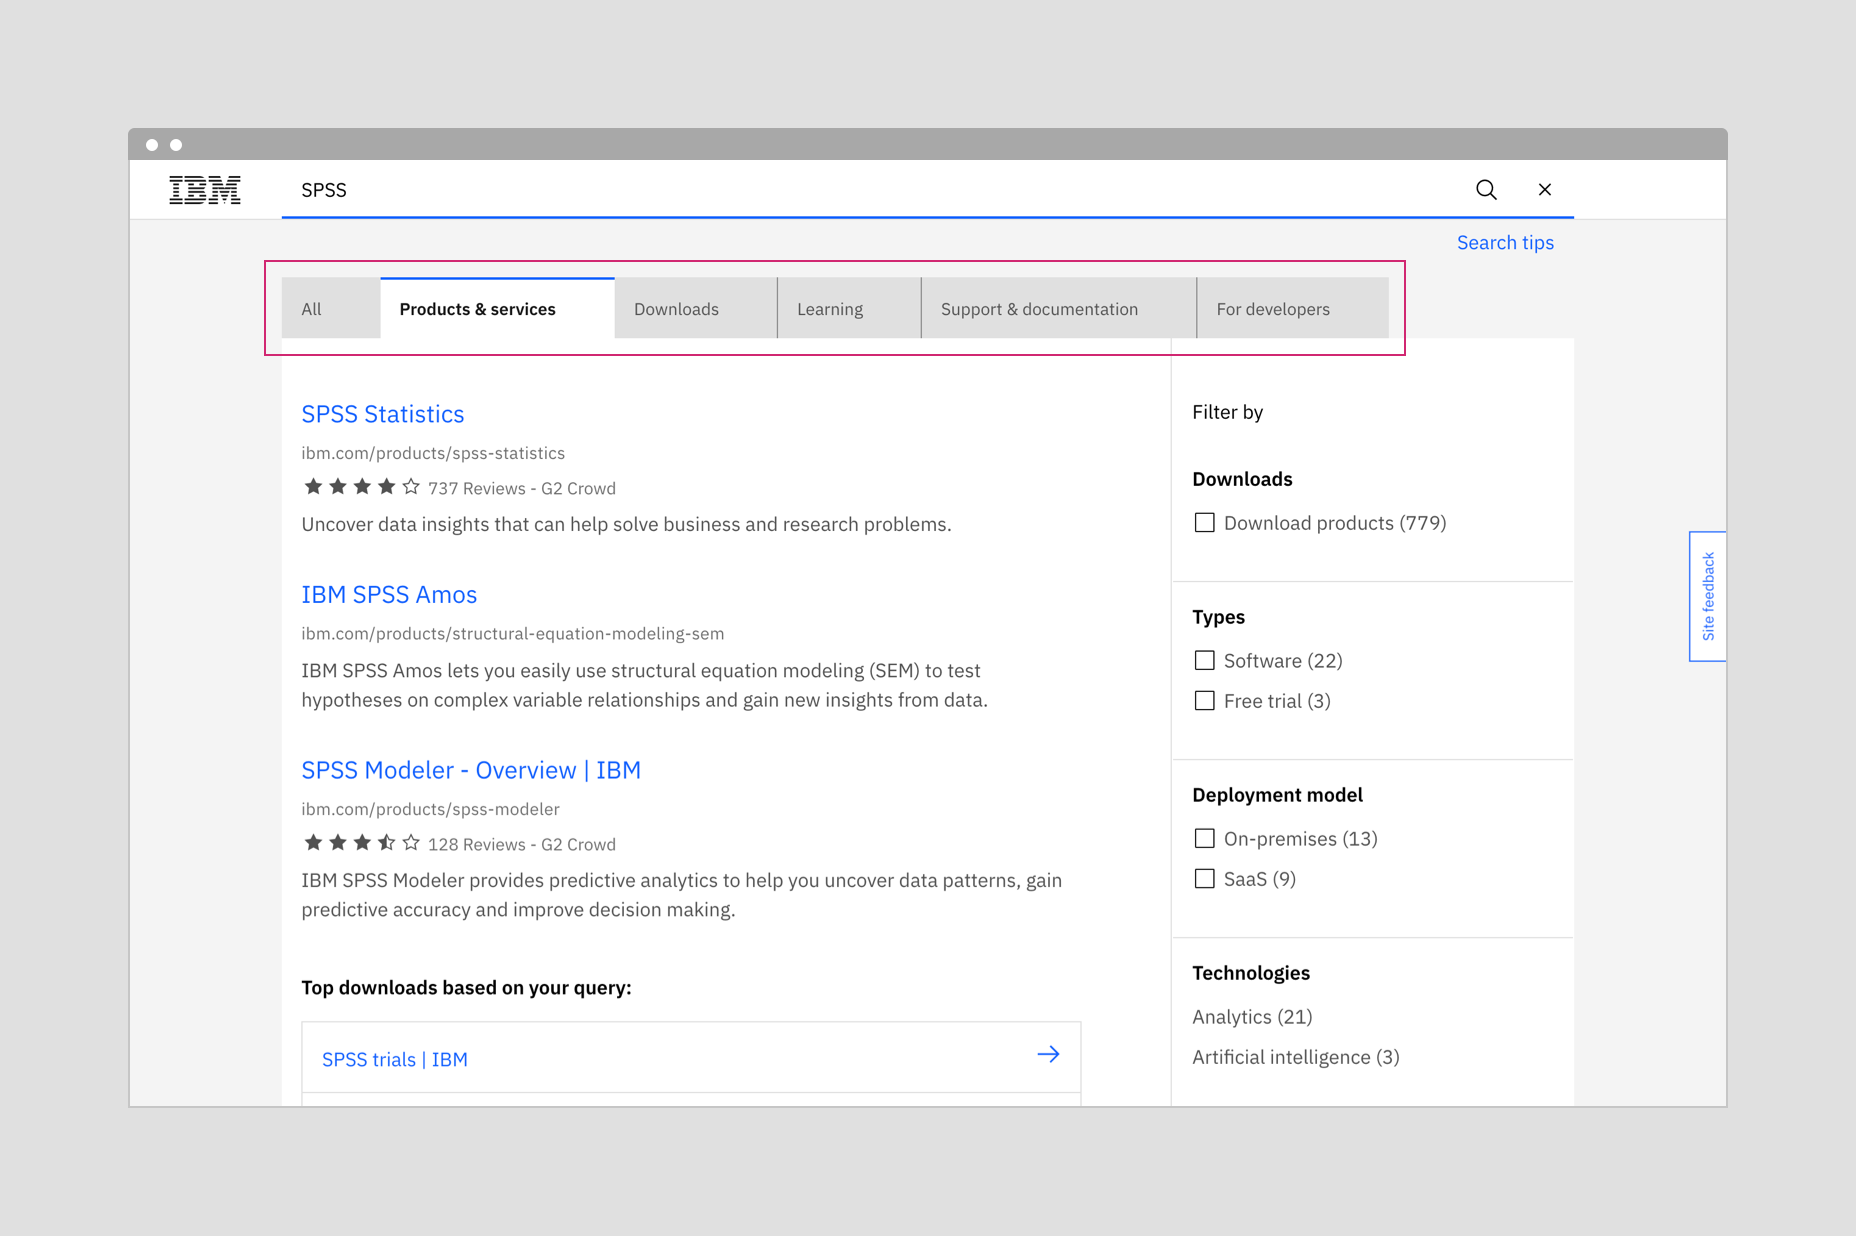 IBM
SPSS
Search tips
All
Products & services
Downloads
Learning
Support & documentation
For developers
SPSS Statistics
ibm.com/products/spss-statistics
737 Reviews - G2 Crowd
Uncover data insights that can help solve business and research problems.
IBM SPSS Amos
ibm.com/products/structural-equation-modeling-sem
IBM SPSS Amos lets you easily use structural equation modeling (SEM) to test
hypotheses on complex variable relationships and gain new insights from data.
SPSS Modeler - Overview | IBM
ibm.com/products/spss-modeler
128 Reviews - G2 Crowd
IBM SPSS Modeler provides predictive analytics to help you uncover data patterns, gain
predictive accuracy and improve decision making.
Top downloads based on your query:
SPSS trials | IBM
Filter by
Downloads
Download products (779)
Types
Software (22)
Free trial (3)
Deployment model
On-premises (13)
SaaS (9)
Technologies
Analytics (21)
Artificial intelligence (3)
Site feedback